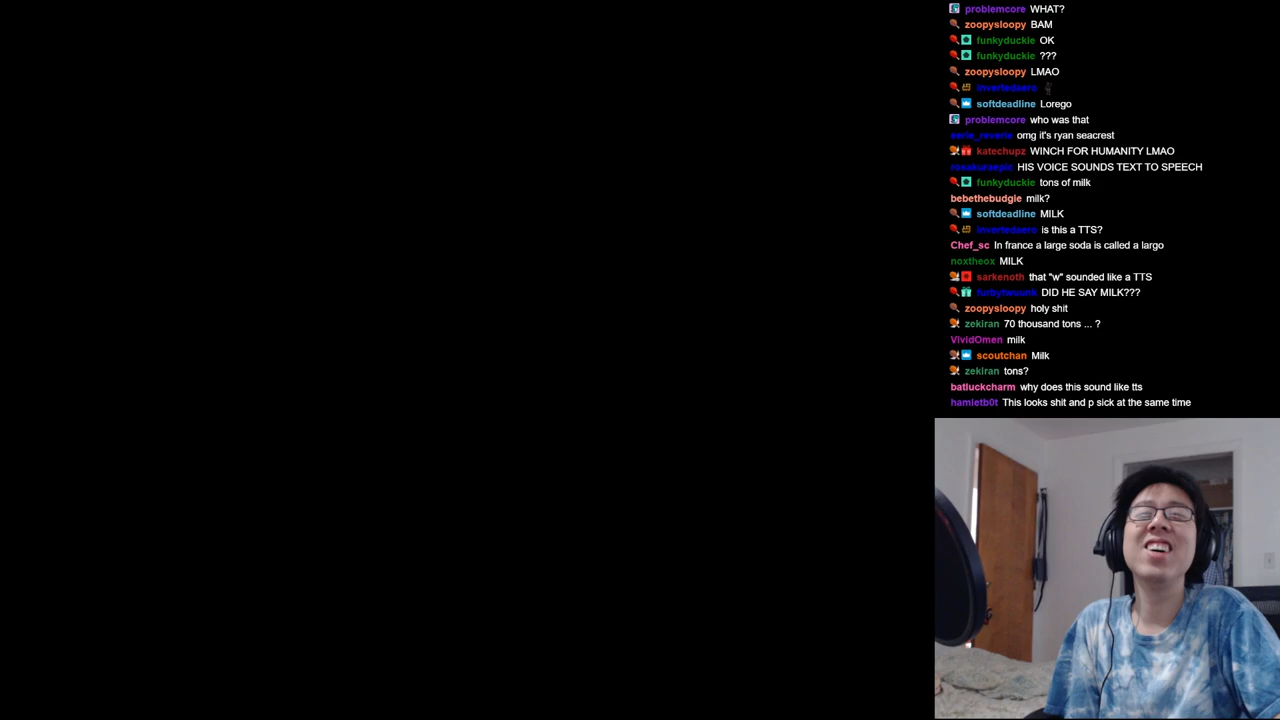 problemcore WHAT?
zoopysloopy BAM
funkyduckie OK
funkyduckie ???
zoopysloopy LMAO
invertedaero
softdeadline Lorego
problemcore who was that
omg it's ryan seacrest
katechupz WINCH FOR HUMANITY LMAO
HIS VOICE SOUNDS TEXT TO SPEECH
funkyduckie tons of milk
bebethebudgie milk?
softdeadline MILK
invertedaero is this a TTS?
Chef_sc In france a large soda is called a largo
noxtheox MILK
sarkenoth that "w" sounded like a TTS
DID HE SAY MILK???
zoopysloopy holy shit
zekiran 70 thousand tons ... ?
VividOmen milk
scoutchan Milk
zekiran tons?
batluckcharm why does this sound like tts
hamletb0t This looks shit and p sick at the same time